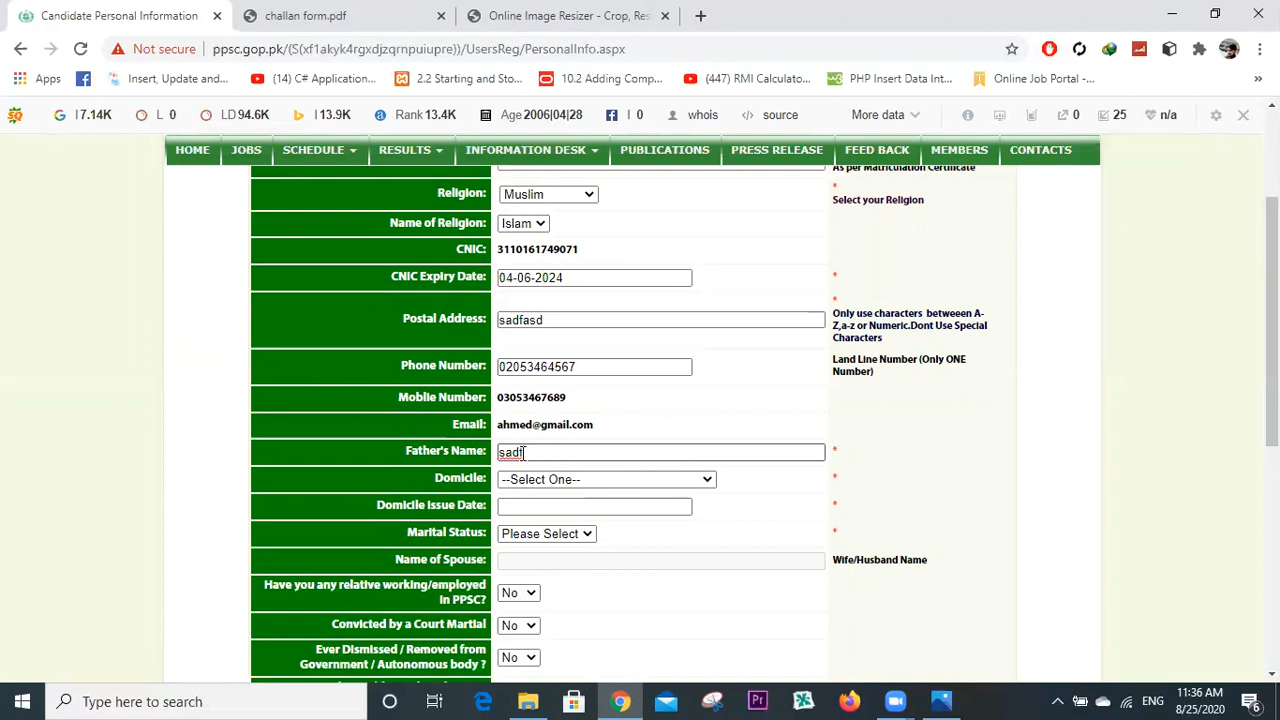 Candidate Personal Information
challan form.pdf
Online Image Resizer - Crop, Res
Not secure
ppsc.gop.pk/(S(xf1akyk4rgxdjzqrnpuiupre))/UsersReg/PersonalInfo.aspx
Apps
Insert, Update and...
(14) C# Application...
2.2 Starting and Sto...
10.2 Adding Comp...
(447) RMI Calculato...
PHP Insert Data Int...
Online Job Portal -...
I 7.14K
L 0
LD 94.6K
I 13.9K
Rank 13.4K
Age 2006|04|28
I 0
whois
source
More data
0
25
n/a
HOME
JOBS
SCHEDULE
RESULTS
INFORMATION DESK
PUBLICATIONS
PRESS RELEASE
FEED BACK
MEMBERS
CONTACTS
As per Matriculation Certificate
Religion:
Muslim
*
Select your Religion
Name of Religion:
Islam
CNIC:
3110161749071
CNIC Expiry Date:
04-06-2024
*
Postal Address:
sadfasd
*
Only use characters betweeen A-
Z,a-z or Numeric.Dont Use Special
Characters
Phone Number:
02053464567
Land Line Number (Only ONE
Number)
Mobile Number:
03053467689
Email:
ahmed@gmail.com
Father's Name:
sadf
*
Domicile:
--Select One--
*
Domicile Issue Date:
*
Marital Status:
Please Select
*
Name of Spouse:
Wife/Husband Name
Have you any relative working/employed
in PPSC?
No
Convicted by a Court Martial
No
Ever Dismissed / Removed from
Government / Autonomous body ?
No
Type here to search
ENG
11:36 AM
8/25/2020